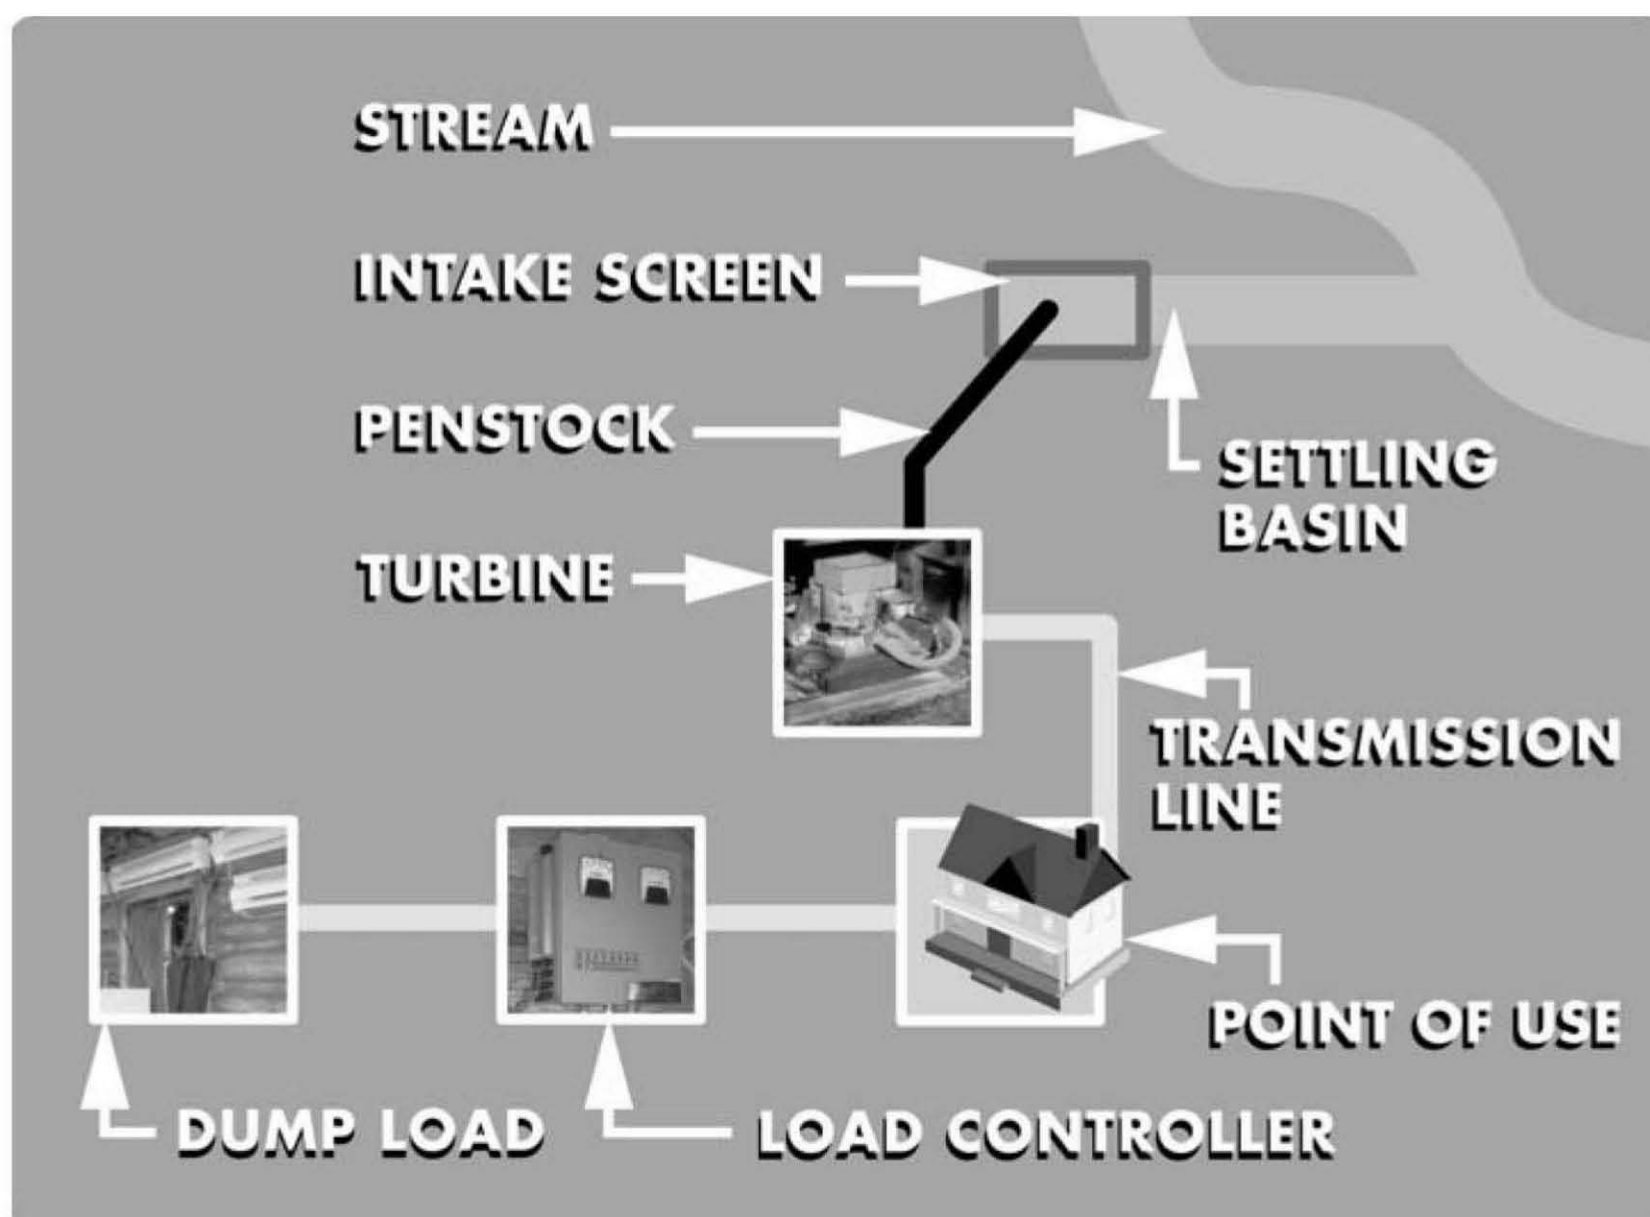 STREAM
INTAKE SCREEN
PENSTOCK
SETTLING
BASIN
TURBINE
TRANSMISSION
LINE
POINT OF USE
DUMP LOAD
LOAD CONTROLLER